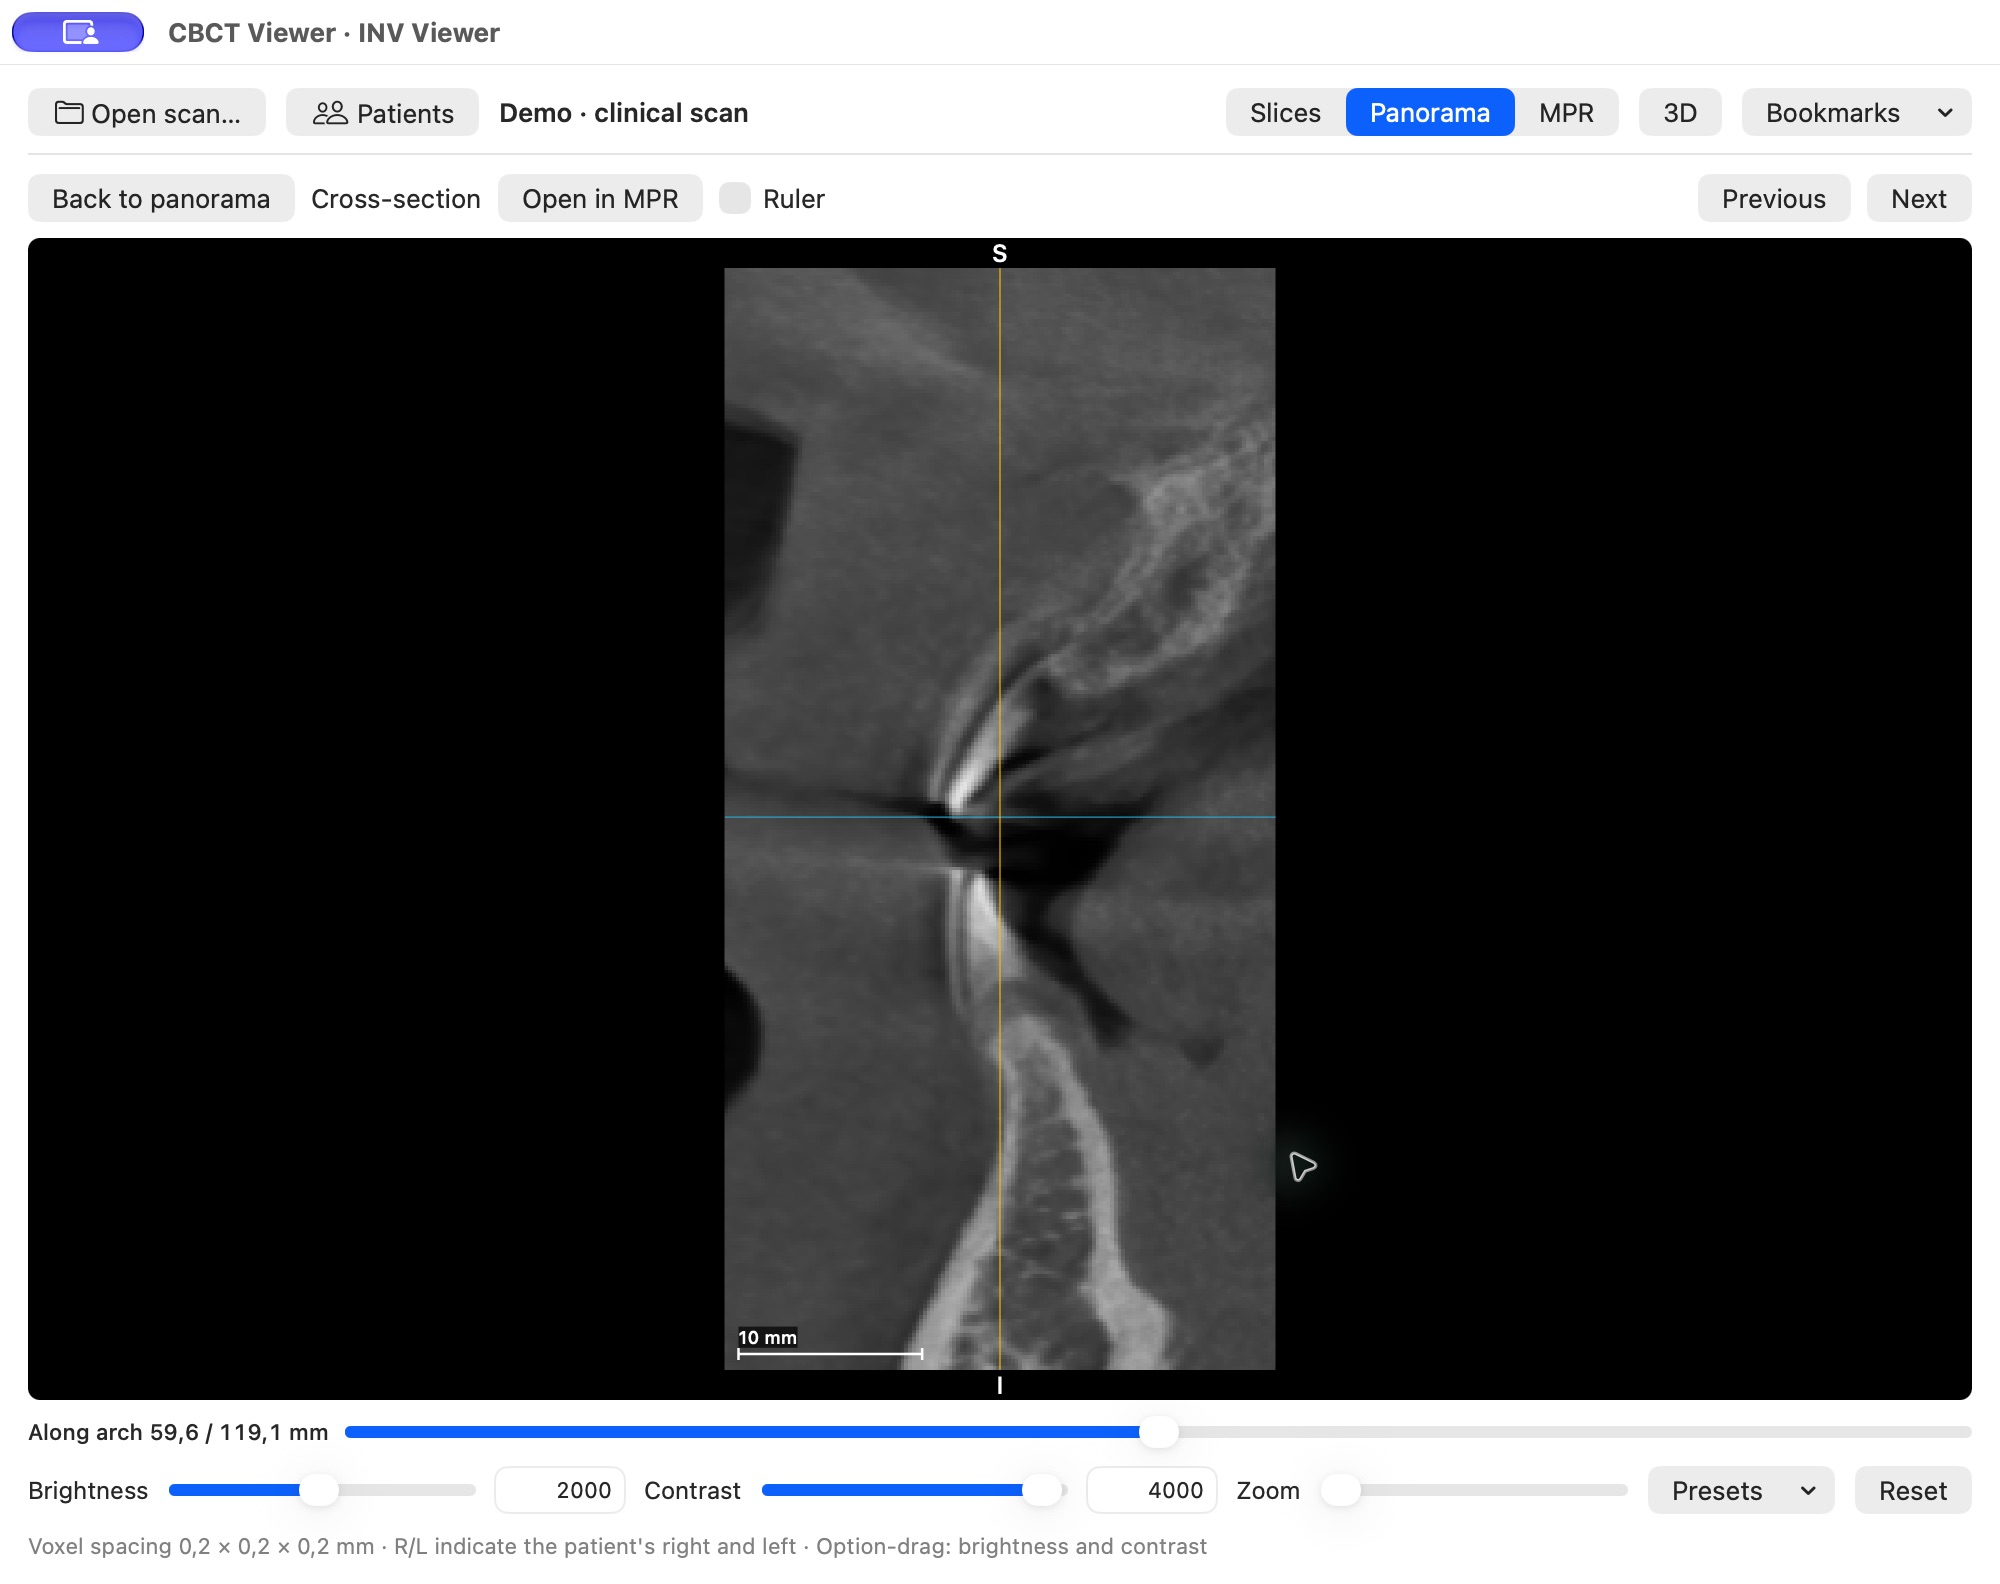 CBCT Viewer · INV Viewer
Open scan... Patients Demo · clinical scan Slices Panorama MPR 3D Bookmarks
Back to panorama Cross-section Open in MPR Ruler Previous Next
S
10 mm
I
Along arch 59,6 / 119,1 mm
Brightness 2000 Contrast 4000 Zoom Presets Reset
Voxel spacing 0,2 × 0,2 × 0,2 mm · R/L indicate the patient's right and left · Option-drag: brightness and contrast